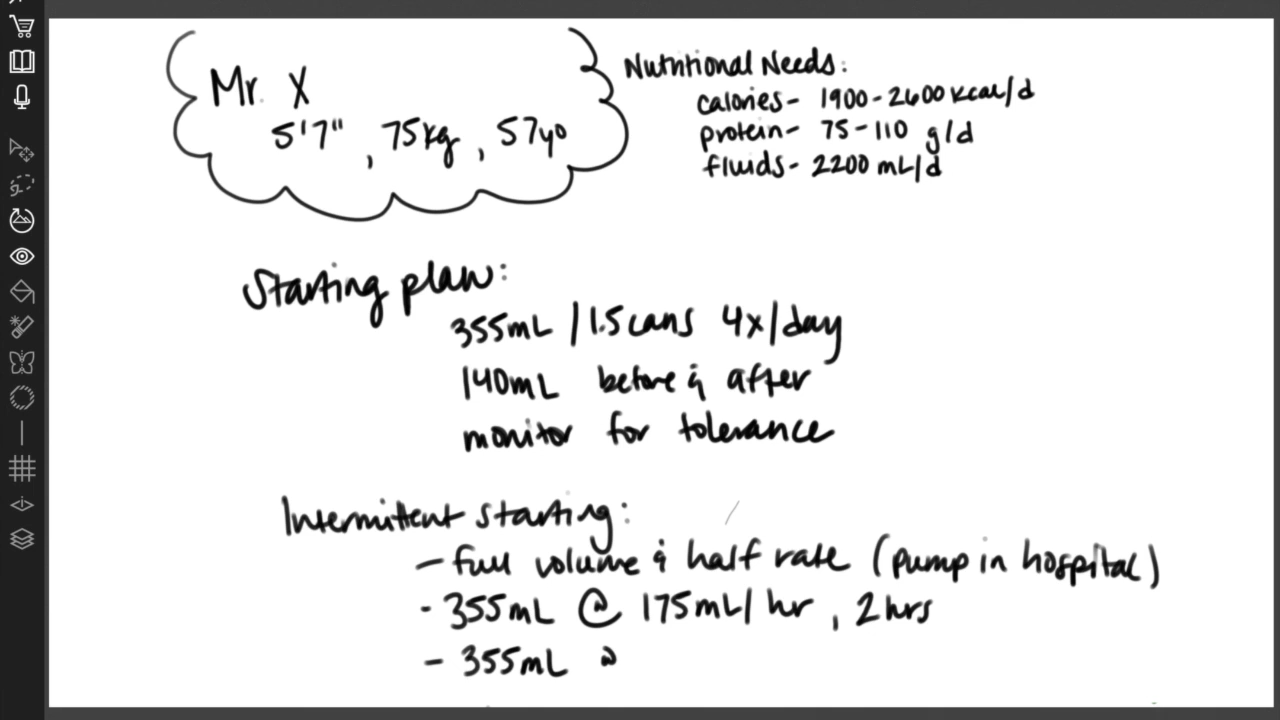 Mr. X
5'7", 75kg, 57yo
Nutritional Needs:
calories - 1900-2600 kcal/d
protein - 75-110 g/d
fluids - 2200 mL/d
Starting plan:
355mL / 1.5 cans 4x/day
140mL before & after
monitor for tolerance
Intermittent starting:
- full volume & half rate (pump in hospital)
- 355mL @ 175mL/hr, 2hrs
- 355mL @